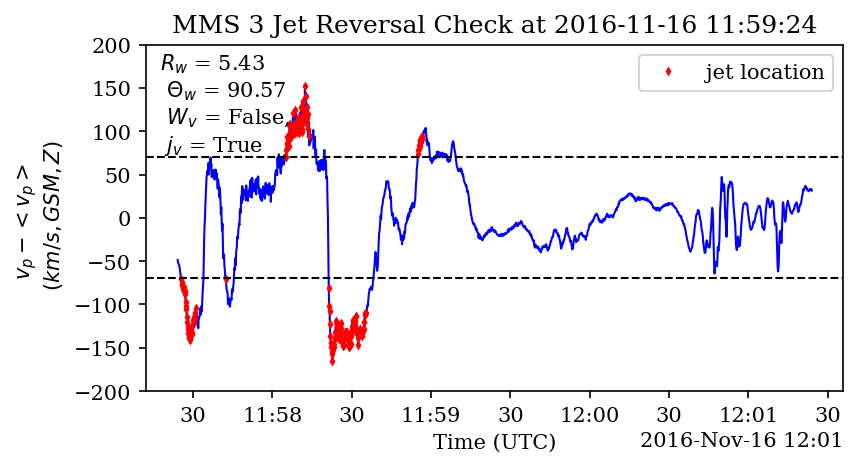 MMS 3 Jet Reversal Check at 2016-11-16 11:59:24
R_w = 5.43
Θ_w = 90.57
W_v = False,
j_v = True
jet location
v_p − < v_p >
(km/s, GSM, Z)
200
150
100
50
0
−50
−100
−150
−200
30 11:58 30 11:59 30 12:00 30 12:01 30
Time (UTC)
2016-Nov-16 12:01